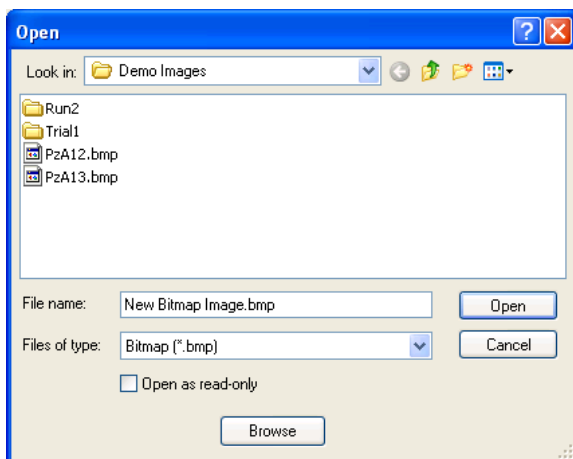 Open
Look in: Demo Images
Run2
Trial1
PzA12.bmp
PzA13.bmp
File name: New Bitmap Image.bmp Open
Files of type: Bitmap (*.bmp) Cancel
Open as read-only
Browse